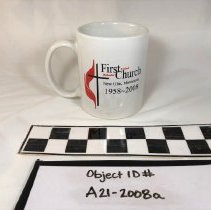 First
Church
New Ulm, Minnesota
1958~2008
Object ID#
A21-2008a